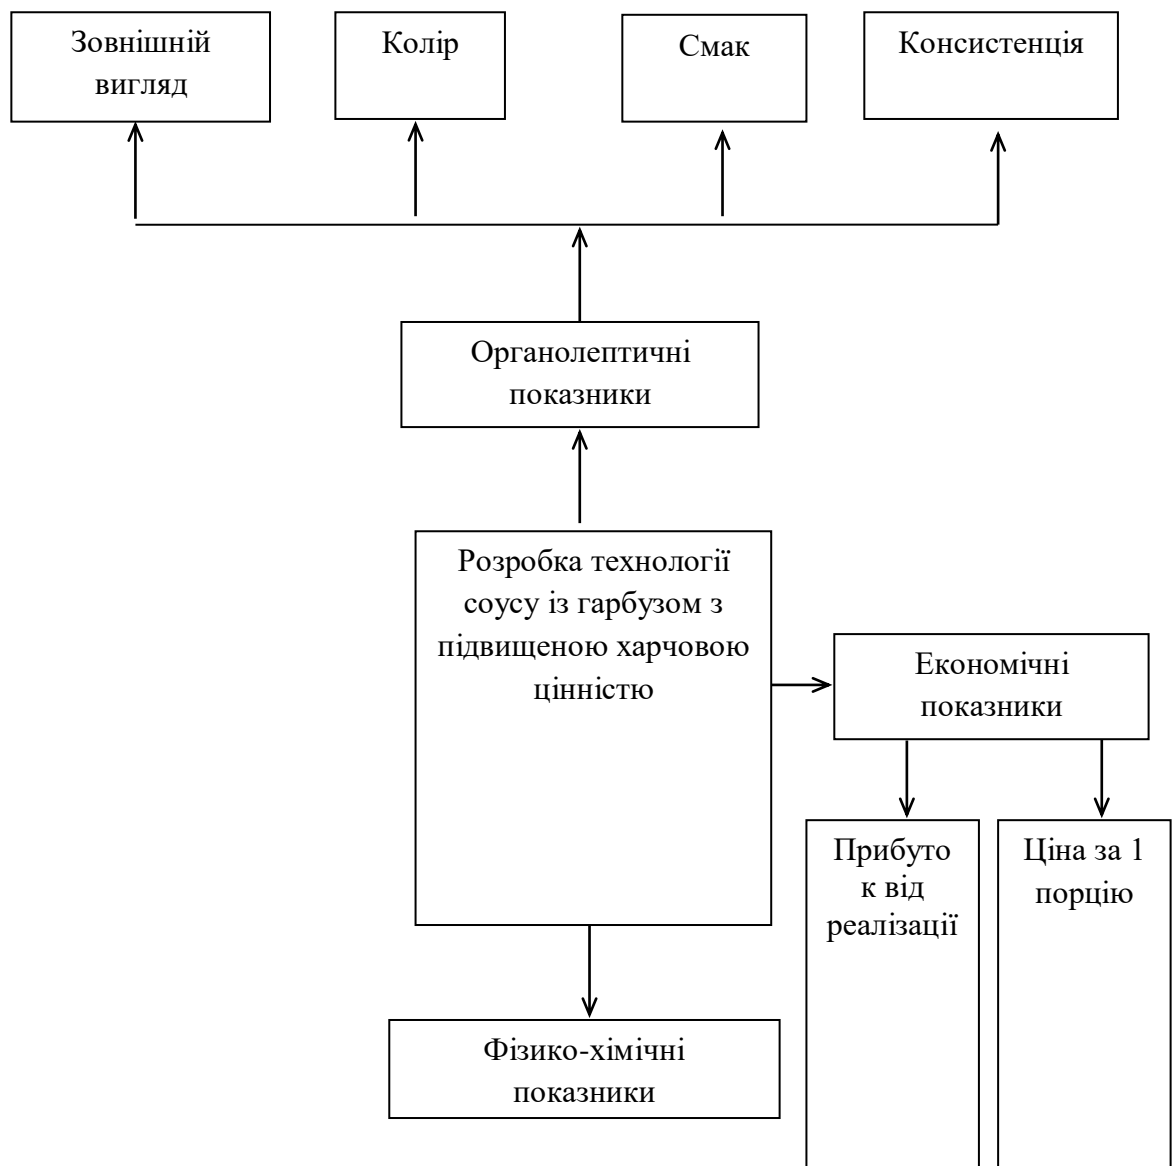 Зовнішній
вигляд
Колір
Смак
Консистенція
Органолептичні
показники
Розробка технології
соусу із гарбузом з
підвищеною харчовою
цінністю
Економічні
показники
Прибуто
к від
реалізації
Ціна за 1
порцію
Фізико-хімічні
показники